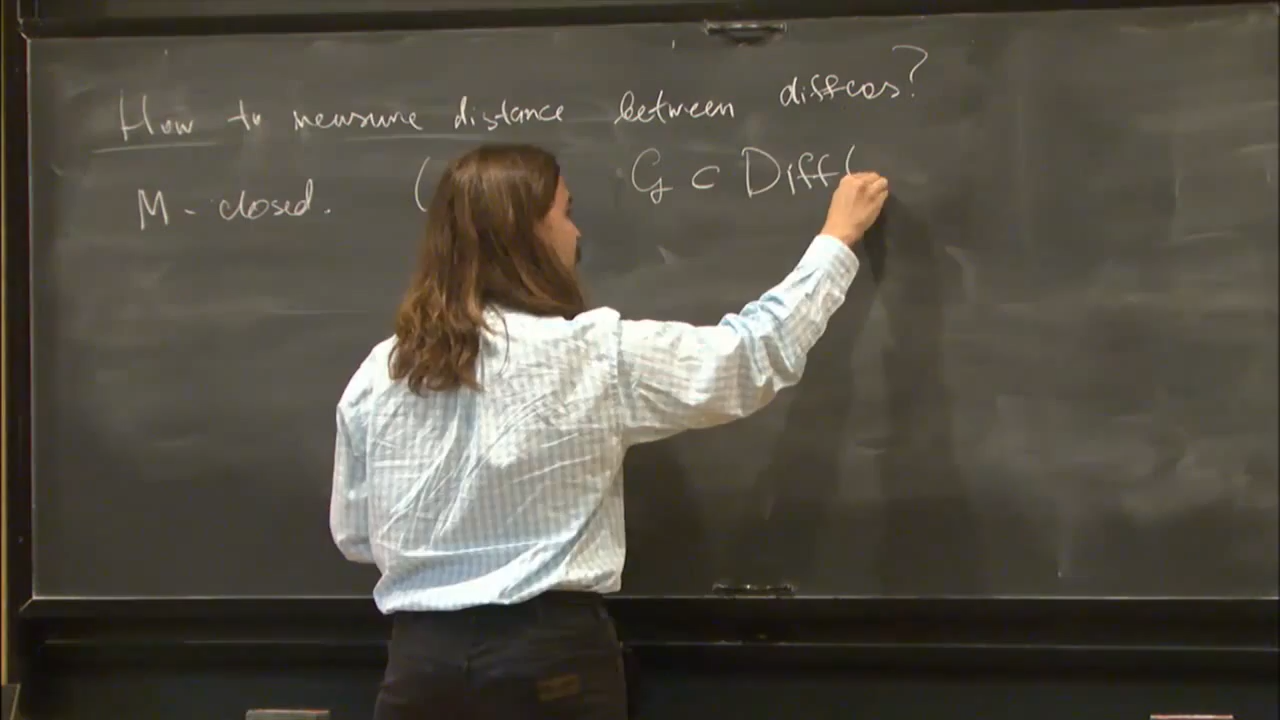 How to measure distance between diffeos?
M - closed. ( G ⊂ Diff(